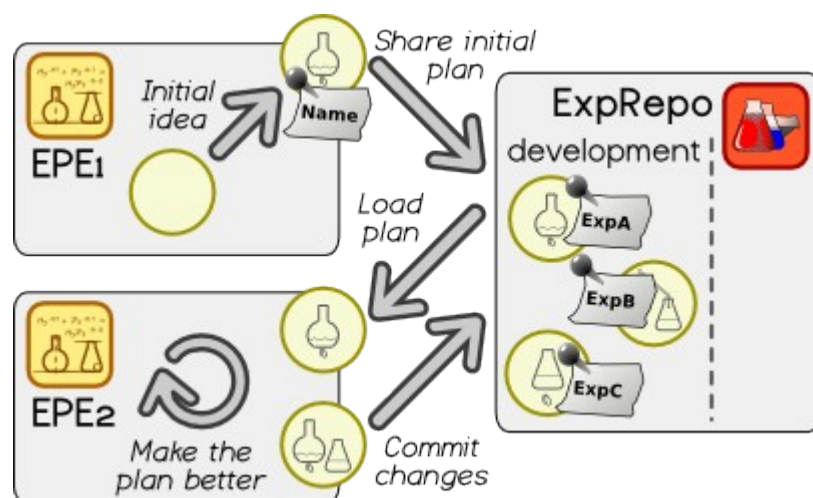 EPE1
Initial
idea
Name
Share initial
plan
ExpRepo
development
ExpA
ExpB
ExpC
Load
plan
EPE2
Make the
plan better
Commit
changes